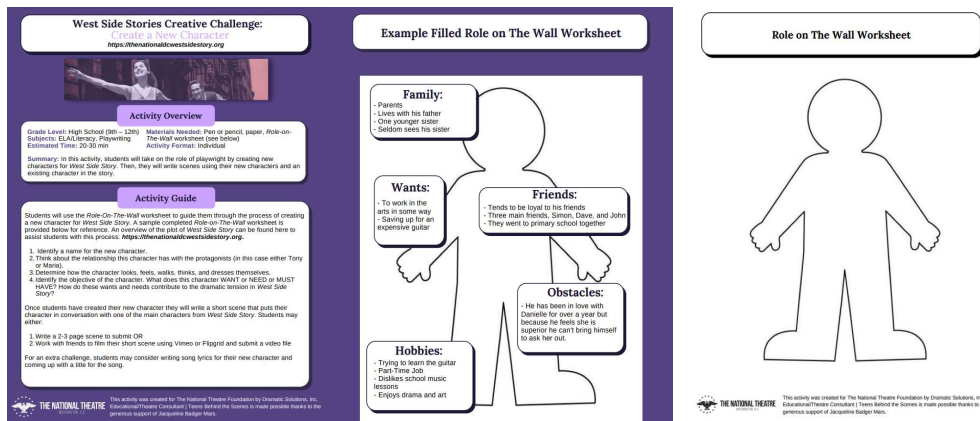 West Side Stories Creative Challenge:
Create a New Character
https://thenationaldcwestsidestory.org
Activity Overview
Grade Level: High School (9th – 12th)
Subjects: ELA/Literacy, Playwriting
Estimated Time: 20-30 min
Materials Needed: Pen or pencil, paper, Role-on-
The-Wall worksheet (see below)
Activity Format: Individual
Summary: In this activity, students will take on the role of playwright by creating new
characters for West Side Story. Then, they will write scenes using their new characters and an
existing character in the story.
Activity Guide
Students will use the Role-On-The-Wall worksheet to guide them through the process of creating
a new character for West Side Story. A sample completed Role-on-The-Wall worksheet is
provided below for reference. An overview of the plot of West Side Story can be found here to
assist students with this process: https://thenationaldcwestsidestory.org.
1. Identify a name for the new character.
2. Think about the relationship this character has with the protagonists (in this case either Tony
or Maria).
3. Determine how the character looks, feels, walks, thinks, and dresses themselves.
4. Identify the objective of the character. What does this character WANT or NEED or MUST
HAVE? How do these wants and needs contribute to the dramatic tension in West Side
Story?
Once students have created their new character they will write a short scene that puts their
character in conversation with one of the main characters from West Side Story. Students may
either:
1. Write a 2-3 page scene to submit OR
2. Work with friends to film their short scene using Vimeo or Flipgrid and submit a video file
For an extra challenge, students may consider writing song lyrics for their new character and
coming up with a title for the song.
THE NATIONAL THEATRE
WASHINGTON, D.C.
This activity was created for The National Theatre Foundation by Dramatic Solutions, Inc.
Educational/Theatre Consultant | Teens Behind the Scenes is made possible thanks to the
generous support of Jacqueline Badger Mars.
Example Filled Role on The Wall Worksheet
Family:
- Parents
- Lives with his father
- One younger sister
- Seldom sees his sister
Wants:
- To work in the
arts in some way
- Saving up for an
expensive guitar
Friends:
- Tends to be loyal to his friends
- Three main friends, Simon, Dave, and John
- They went to primary school together
Obstacles:
- He has been in love with
Danielle for over a year but
because he feels she is
superior he can't bring himself
to ask her out.
Hobbies:
- Trying to learn the guitar
- Part-Time Job
- Dislikes school music
lessons
- Enjoys drama and art
Role on The Wall Worksheet
THE NATIONAL THEATRE
WASHINGTON, D.C.
This activity was created for The National Theatre Foundation by Dramatic Solutions, In
Educational/Theatre Consultant | Teens Behind the Scenes is made possible thanks to
generous support of Jacqueline Badger Mars.